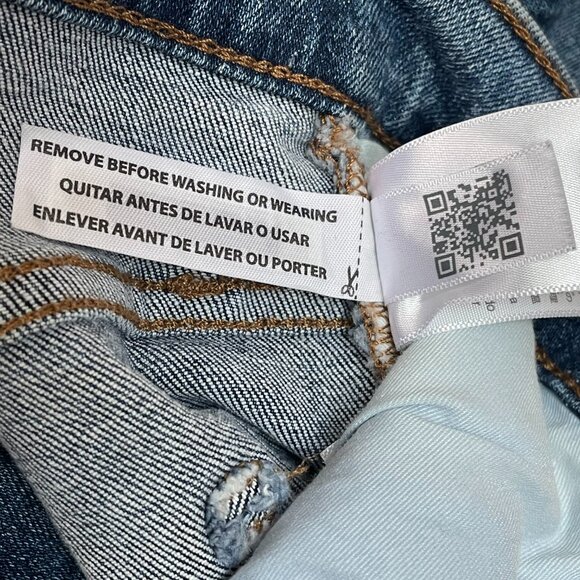 REMOVE BEFORE WASHING OR WEARING
QUITAR ANTES DE LAVAR O USAR
ENLEVER AVANT DE LAVER OU PORTER